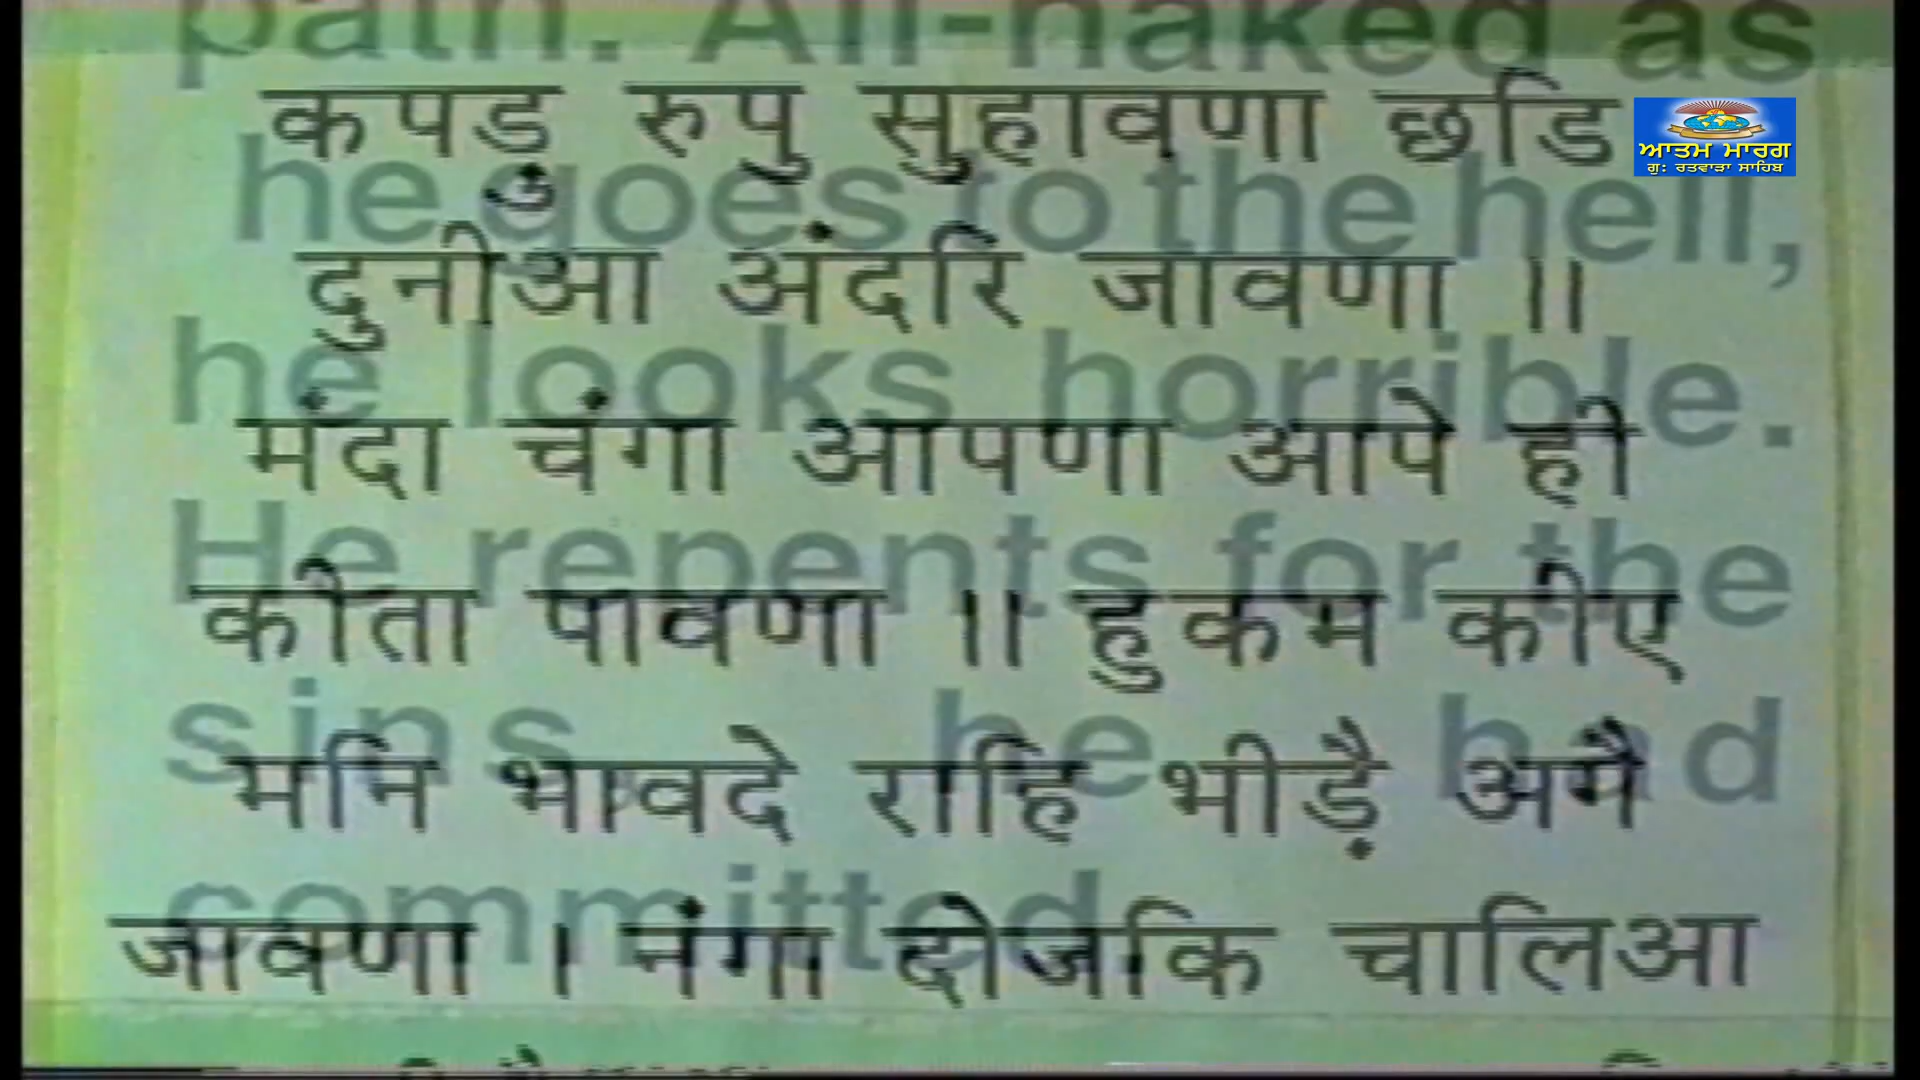 path. All-naked as
कपड़ु रुपु सुहावणा छडि
he goes to the hell,
दुनीआ अंदरि जावणा ॥
he looks horrible.
मंदा चंगा आपणा आपे ही
He repents for the
कीता पावणा ॥ हुकम कीए
sins he had
मनि भावदे राहि भीड़ै अगै
committed.
जावणा । नंगा दोजकि चालिआ
ਆਤਮ ਮਾਰਗ
ਗੁ: ਰਤਵਾੜਾ ਸਾਹਿਬ